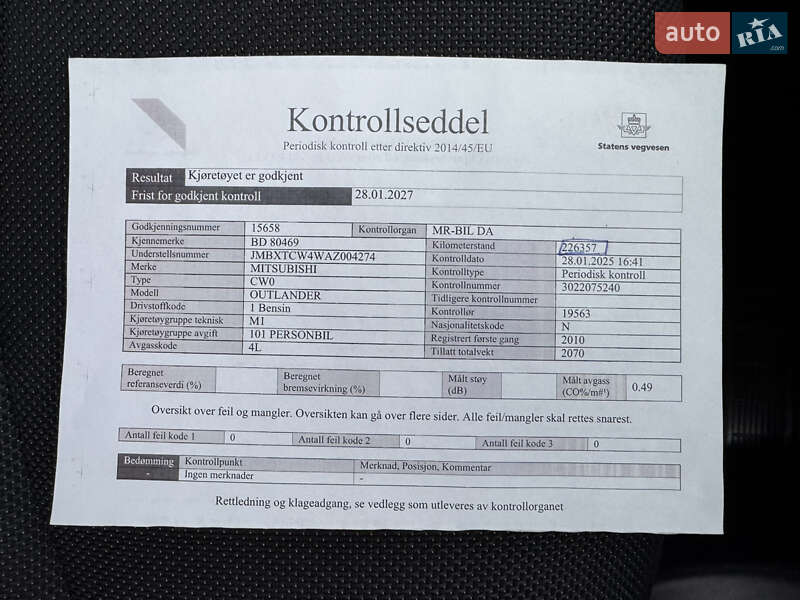 auto RIA .com
Kontrollseddel
Periodisk kontroll etter direktiv 2014/45/EU
Statens vegvesen
Resultat Kjøretøyet er godkjent
Frist for godkjent kontroll 28.01.2027
Godkjenningsnummer 15658 Kontrollorgan MR-BIL DA
Kjennemerke BD 80469 Kilometerstand 226357
Understellsnummer JMBXTCW4WAZ004274 Kontrolldato 28.01.2025 16:41
Merke MITSUBISHI Kontrolltype Periodisk kontroll
Type CW0 Kontrollnummer 3022075240
Modell OUTLANDER Tidligere kontrollnummer
Drivstoffkode 1 Bensin Kontrollør 19563
Kjøretøygruppe teknisk M1 Nasjonalitetskode N
Kjøretøygruppe avgift 101 PERSONBIL Registrert første gang 2010
Avgasskode 4L Tillatt totalvekt 2070
Beregnet referanseverdi (%) Beregnet bremsevirkning (%) Målt støy (dB) Målt avgass (CO%/m#¹) 0.49
Oversikt over feil og mangler. Oversikten kan gå over flere sider. Alle feil/mangler skal rettes snarest.
Antall feil kode 1 0 Antall feil kode 2 0 Antall feil kode 3 0
Bedømming Kontrollpunkt Merknad, Posisjon, Kommentar
- Ingen merknader -
Rettledning og klageadgang, se vedlegg som utleveres av kontrollorganet